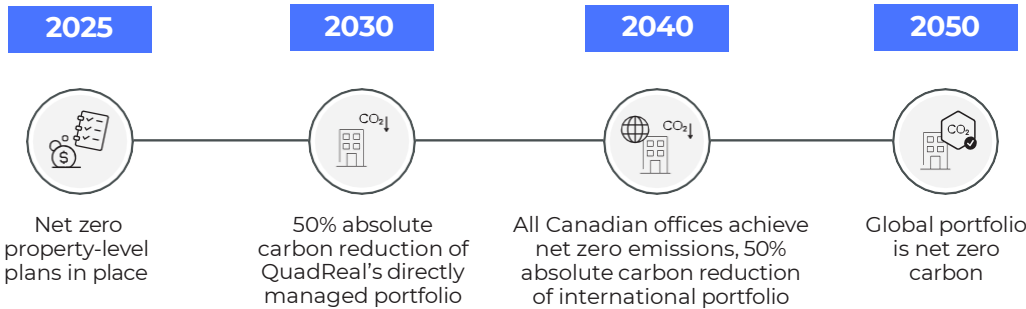 2025
2030
2040
2050
$
CO₂
CO₂
CO₂
Net zero
property-level
plans in place
50% absolute
carbon reduction of
QuadReal's directly
managed portfolio
All Canadian offices achieve
net zero emissions, 50%
absolute carbon reduction
of international portfolio
Global portfolio
is net zero
carbon